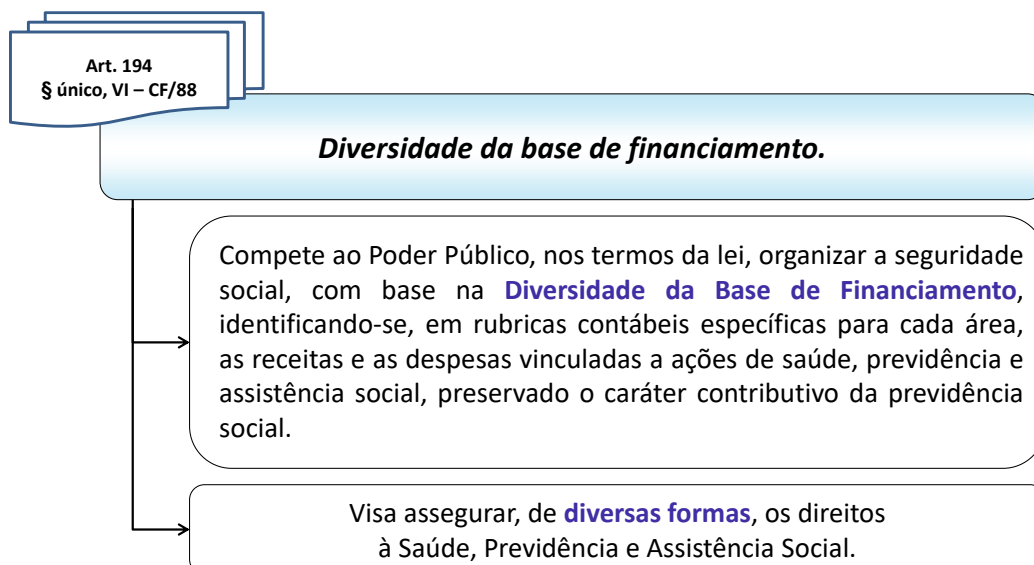 Art. 194
§ único, VI – CF/88
Diversidade da base de financiamento.
Compete ao Poder Público, nos termos da lei, organizar a seguridade
social, com base na Diversidade da Base de Financiamento,
identificando-se, em rubricas contábeis específicas para cada área,
as receitas e as despesas vinculadas a ações de saúde, previdência e
assistência social, preservado o caráter contributivo da previdência
social.
Visa assegurar, de diversas formas, os direitos
à Saúde, Previdência e Assistência Social.